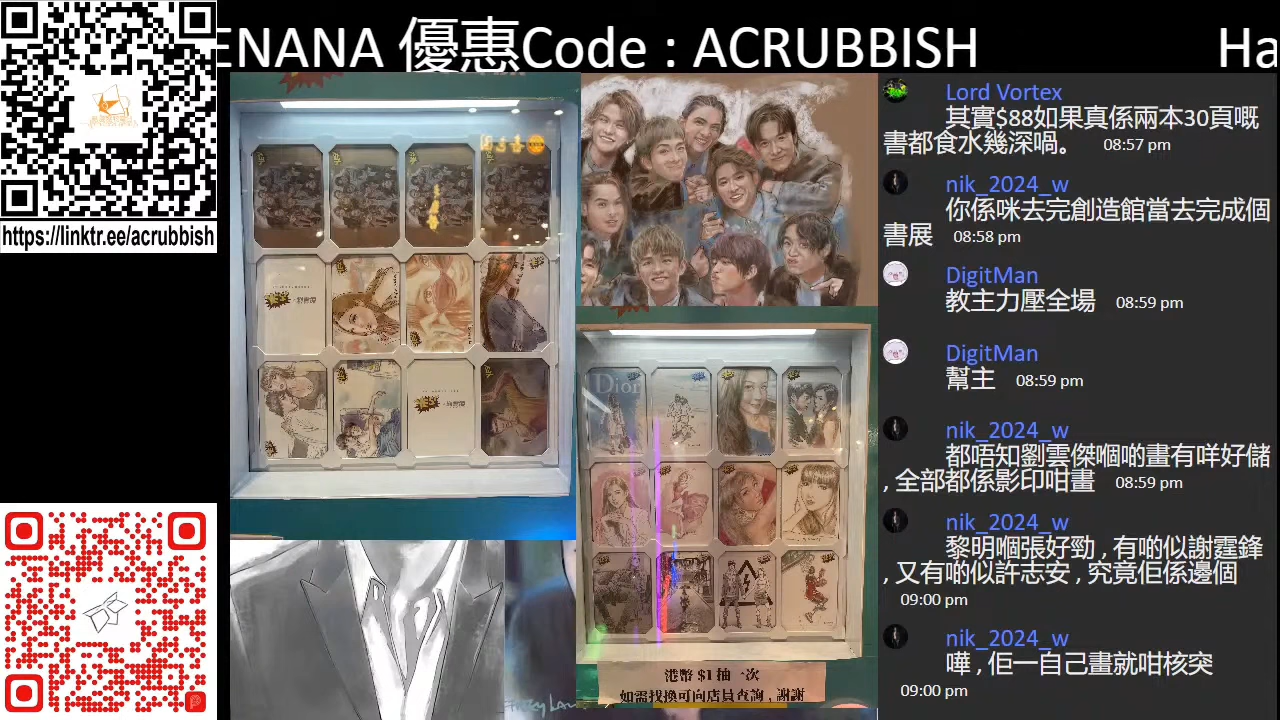 ENANA 優惠Code : ACRUBBISH
Ha
https://linktr.ee/acrubbish
Dior
港幣 $1 抽一次
如需找換可向店員查詢 , 謝謝
Lord Vortex
其實$88如果真係兩本30頁嘅
書都食水幾深喎。 08:57 pm
nik_2024_w
你係咪去完創造館當去完成個
書展 08:58 pm
DigitMan
教主力壓全場 08:59 pm
DigitMan
幫主 08:59 pm
nik_2024_w
都唔知劉雲傑嗰啲畫有咩好儲
, 全部都係影印咁畫 08:59 pm
nik_2024_w
黎明嗰張好勁 , 有啲似謝霆鋒
, 又有啲似許志安 , 究竟佢係邊個
09:00 pm
nik_2024_w
嘩 , 佢一自己畫就咁核突
09:00 pm